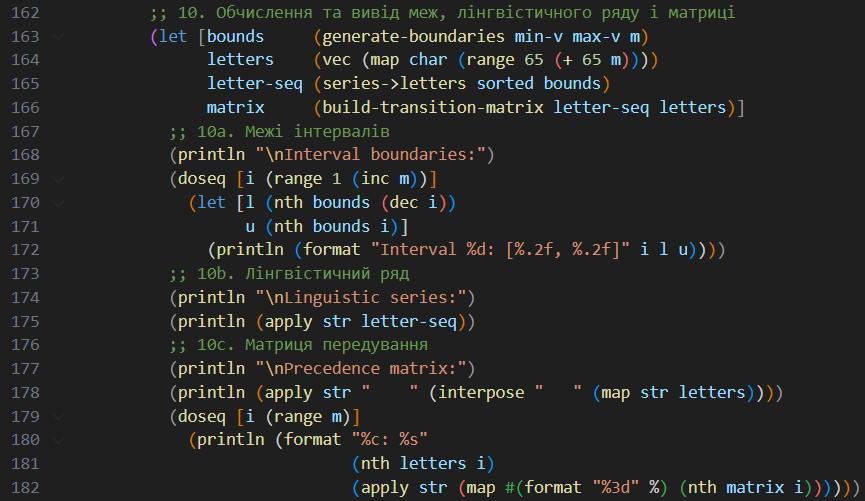 162 ;; 10. Обчислення та вивід меж, лінгвістичного ряду і матриці
163 (let [bounds (generate-boundaries min-v max-v m)
164 letters (vec (map char (range 65 (+ 65 m))))
165 letter-seq (series->letters sorted bounds)
166 matrix (build-transition-matrix letter-seq letters)]
167 ;; 10a. Межі інтервалів
168 (println "\nInterval boundaries:")
169 (doseq [i (range 1 (inc m))]
170 (let [l (nth bounds (dec i))
171 u (nth bounds i)]
172 (println (format "Interval %d: [%.2f, %.2f]" i l u))))
173 ;; 10b. Лінгвістичний ряд
174 (println "\nLinguistic series:")
175 (println (apply str letter-seq))
176 ;; 10c. Матриця передування
177 (println "\nPrecedence matrix:")
178 (println (apply str "    " (interpose "   " (map str letters))))
179 (doseq [i (range m)]
180 (println (format "%c: %s"
181 (nth letters i)
182 (apply str (map #(format "%3d" %) (nth matrix i))))))